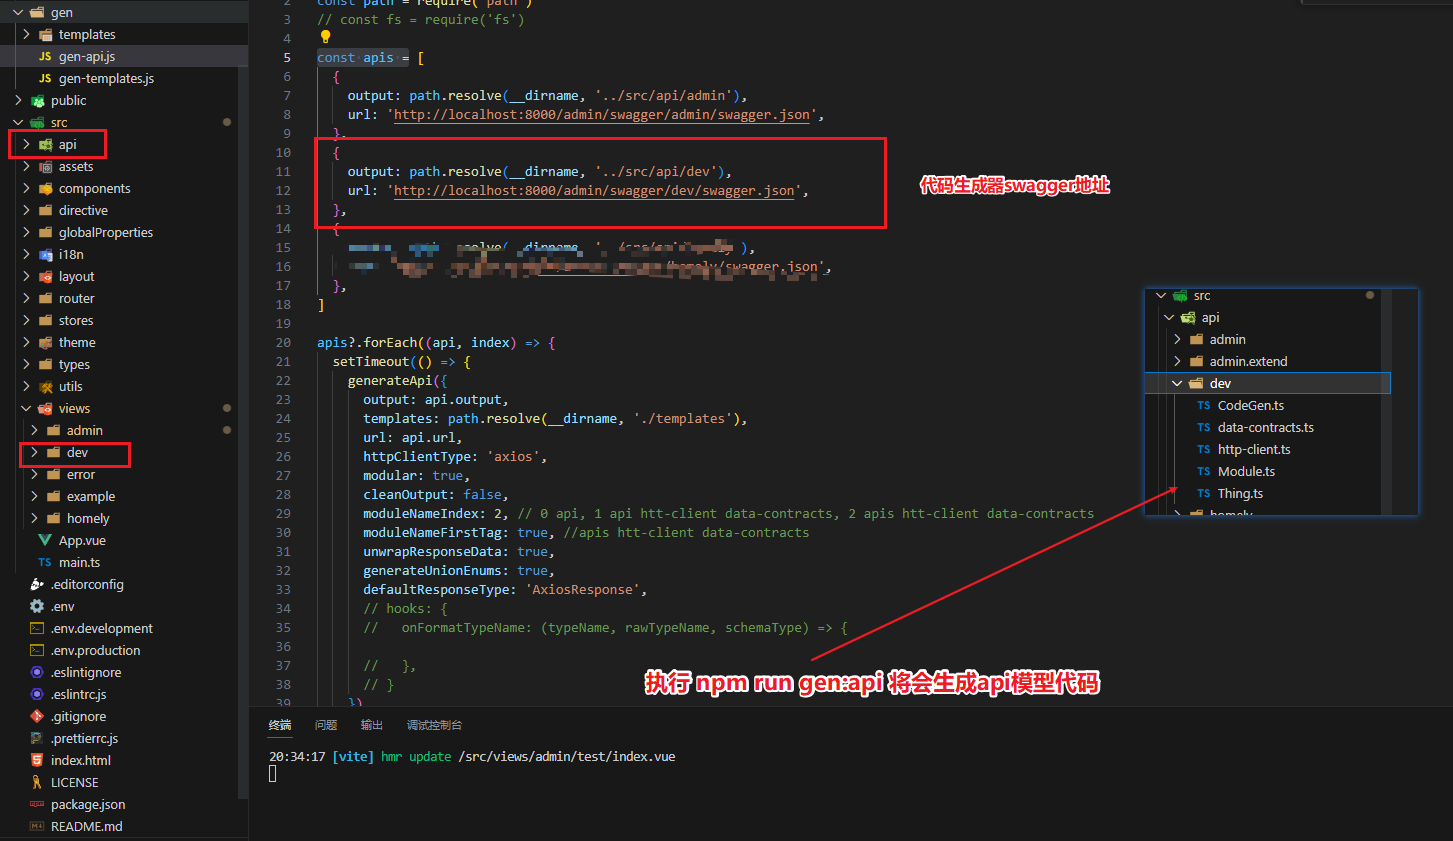 gen
templates
JS gen-api.js
JS gen-templates.js
public
src
api
assets
components
directive
globalProperties
i18n
layout
router
stores
theme
types
utils
views
admin
dev
error
example
homely
App.vue
TS main.ts
.editorconfig
.env
.env.development
.env.production
.eslintignore
.eslintrc.js
.gitignore
.prettierrc.js
index.html
LICENSE
package.json
README.md
2 const path = require('path')
3 // const fs = require('fs')
4
5 const apis = [
6 {
7 output: path.resolve(__dirname, '../src/api/admin'),
8 url: 'http://localhost:8000/admin/swagger/admin/swagger.json',
9 },
10 {
11 output: path.resolve(__dirname, '../src/api/dev'),
12 url: 'http://localhost:8000/admin/swagger/dev/swagger.json',
13 },
14 {
15 resolve(__dirname, '../src/api/ '),
16 /homely/swagger.json',
17 },
18 ]
19
20 apis?.forEach((api, index) => {
21 setTimeout(() => {
22 generateApi({
23 output: api.output,
24 templates: path.resolve(__dirname, './templates'),
25 url: api.url,
26 httpClientType: 'axios',
27 modular: true,
28 cleanOutput: false,
29 moduleNameIndex: 2, // 0 api, 1 api htt-client data-contracts, 2 apis htt-client data-contracts
30 moduleNameFirstTag: true, //apis htt-client data-contracts
31 unwrapResponseData: true,
32 generateUnionEnums: true,
33 defaultResponseType: 'AxiosResponse',
34 // hooks: {
35 // onFormatTypeName: (typeName, rawTypeName, schemaType) => {
36
37 // },
38 // }
39 })
代码生成器swagger地址
src
api
admin
admin.extend
dev
TS CodeGen.ts
TS data-contracts.ts
TS http-client.ts
TS Module.ts
TS Thing.ts
homely
执行 npm run gen:api 将会生成api模型代码
终端 问题 输出 调试控制台
20:34:17 [vite] hmr update /src/views/admin/test/index.vue